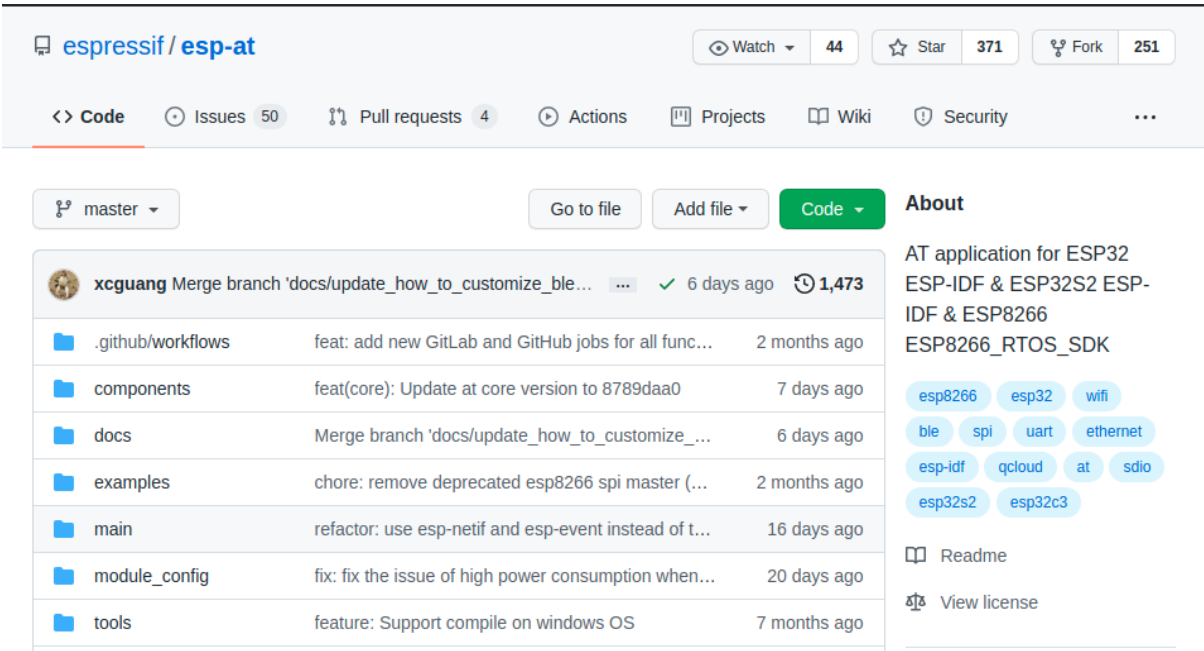 espressif / esp-at
Watch 44 Star 371 Fork 251
Code Issues 50 Pull requests 4 Actions Projects Wiki Security ...
master Go to file Add file Code
xcguang Merge branch 'docs/update_how_to_customize_ble... ... 6 days ago 1,473
.github/workflows feat: add new GitLab and GitHub jobs for all func... 2 months ago
components feat(core): Update at core version to 8789daa0 7 days ago
docs Merge branch 'docs/update_how_to_customize_... 6 days ago
examples chore: remove deprecated esp8266 spi master (... 2 months ago
main refactor: use esp-netif and esp-event instead of t... 16 days ago
module_config fix: fix the issue of high power consumption when... 20 days ago
tools feature: Support compile on windows OS 7 months ago
About
AT application for ESP32
ESP-IDF & ESP32S2 ESP-
IDF & ESP8266
ESP8266_RTOS_SDK
esp8266 esp32 wifi
ble spi uart ethernet
esp-idf qcloud at sdio
esp32s2 esp32c3
Readme
View license